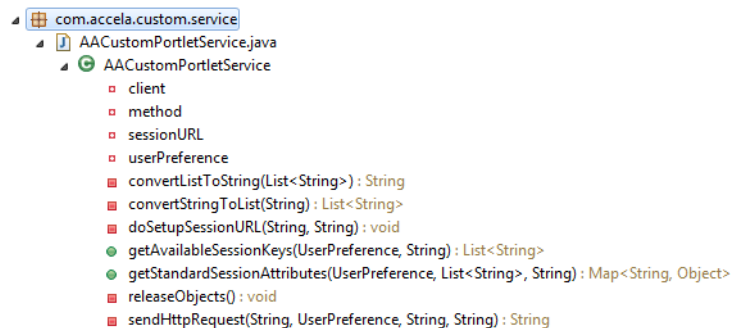 com.accela.custom.service
AACustomPortletService.java
AACustomPortletService
client
method
sessionURL
userPreference
convertListToString(List<String>) : String
convertStringToList(String) : List<String>
doSetupSessionURL(String, String) : void
getAvailableSessionKeys(UserPreference, String) : List<String>
getStandardSessionAttributes(UserPreference, List<String>, String) : Map<String, Object>
releaseObjects() : void
sendHttpRequest(String, UserPreference, String, String) : String